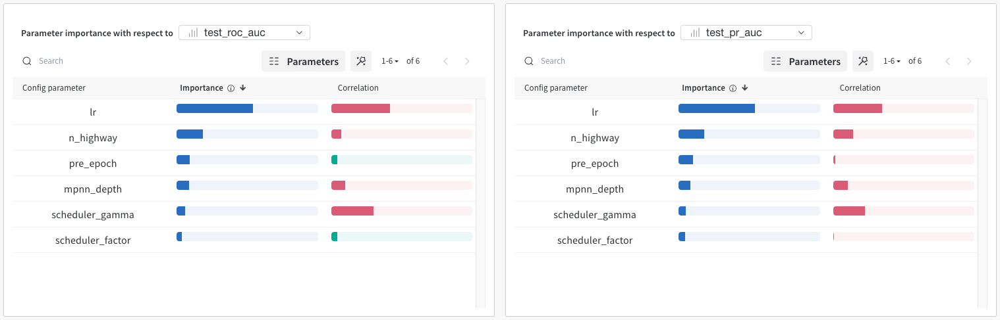 Parameter importance with respect to test_roc_auc
Search Parameters 1-6 of 6
Config parameter Importance Correlation
lr
n_highway
pre_epoch
mpnn_depth
scheduler_gamma
scheduler_factor
Parameter importance with respect to test_pr_auc
Search Parameters 1-6 of 6
Config parameter Importance Correlation
lr
n_highway
pre_epoch
mpnn_depth
scheduler_gamma
scheduler_factor